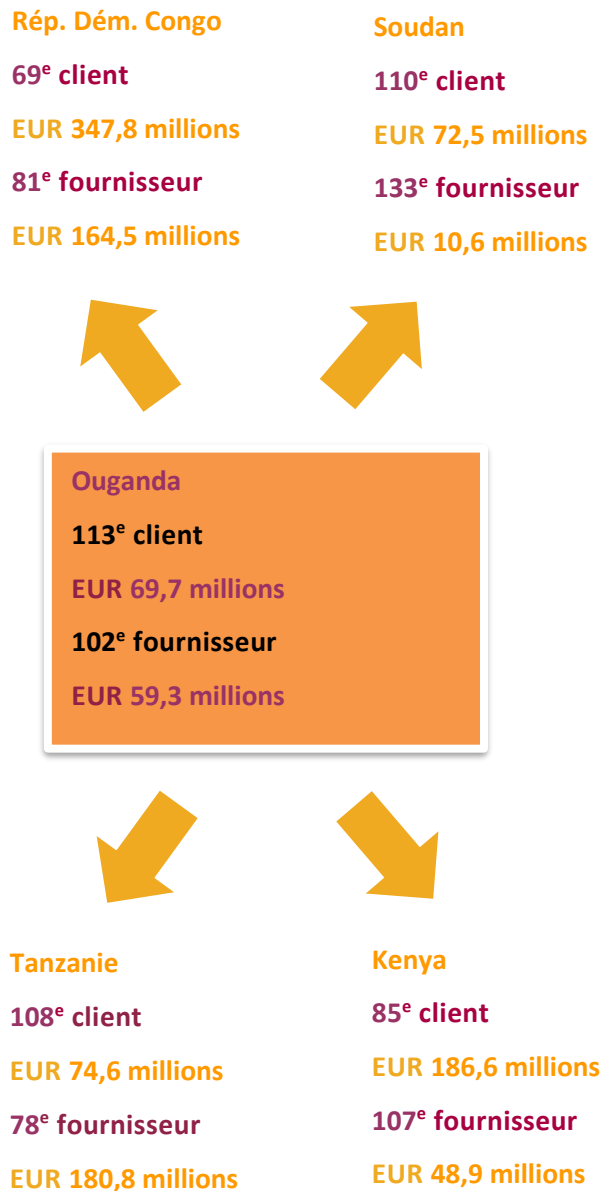 Rép. Dém. Congo
69e client
EUR 347,8 millions
81e fournisseur
EUR 164,5 millions
Soudan
110e client
EUR 72,5 millions
133e fournisseur
EUR 10,6 millions
Ouganda
113e client
EUR 69,7 millions
102e fournisseur
EUR 59,3 millions
Tanzanie
108e client
EUR 74,6 millions
78e fournisseur
EUR 180,8 millions
Kenya
85e client
EUR 186,6 millions
107e fournisseur
EUR 48,9 millions